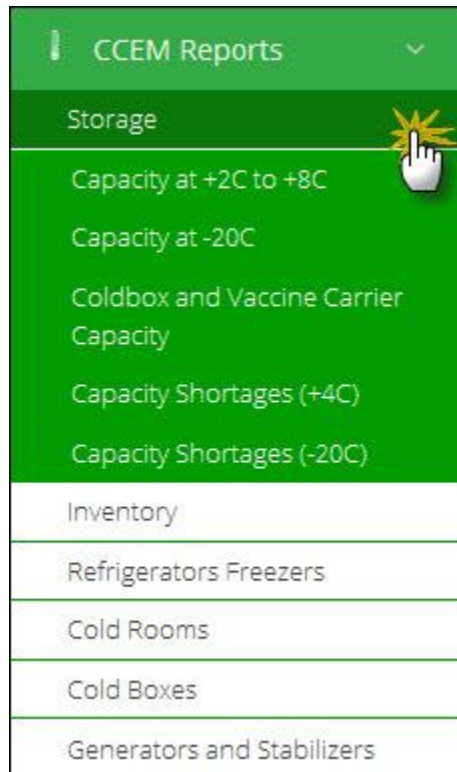 CCEM Reports
Storage
Capacity at +2C to +8C
Capacity at -20C
Coldbox and Vaccine Carrier
Capacity
Capacity Shortages (+4C)
Capacity Shortages (-20C)
Inventory
Refrigerators Freezers
Cold Rooms
Cold Boxes
Generators and Stabilizers